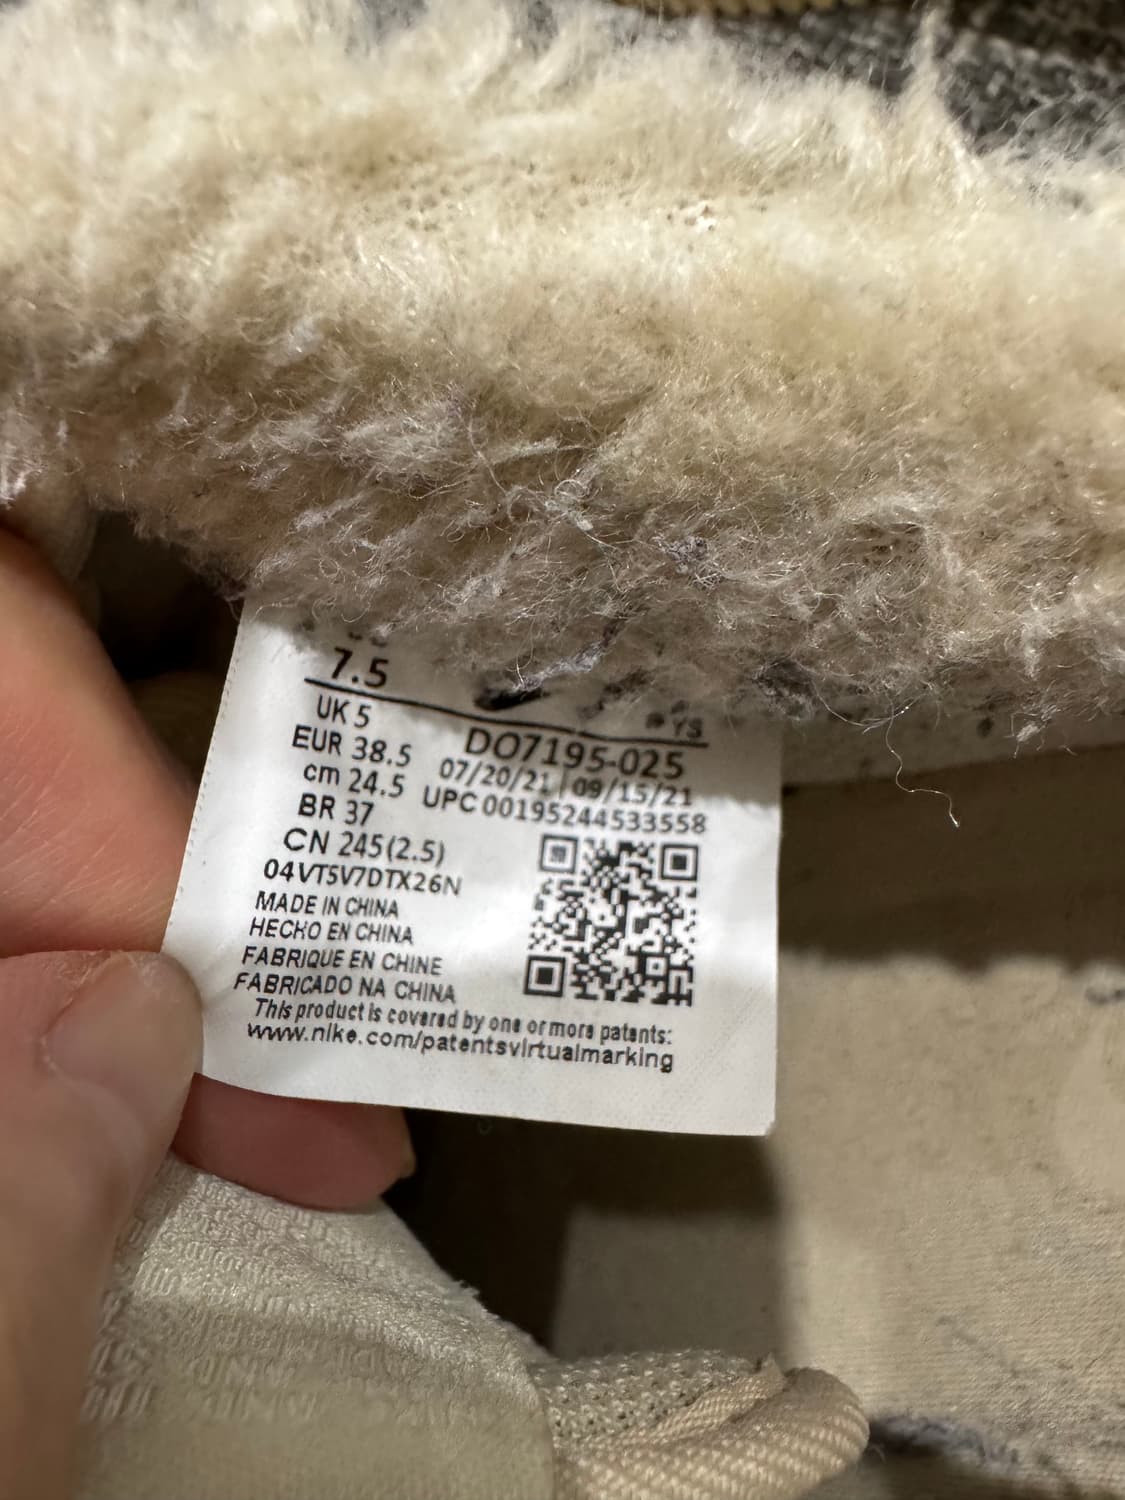 7.5
UK 5
EUR 38.5
cm 24.5
BR 37
CN 245(2.5)
YS
DO7195-025
07/20/21 | 09/15/21
UPC 00195244533558
04VT5V7DTX26N
MADE IN CHINA
HECHO EN CHINA
FABRIQUE EN CHINE
FABRICADO NA CHINA
This product is covered by one or more patents:
www.nike.com/patentsvirtualmarking